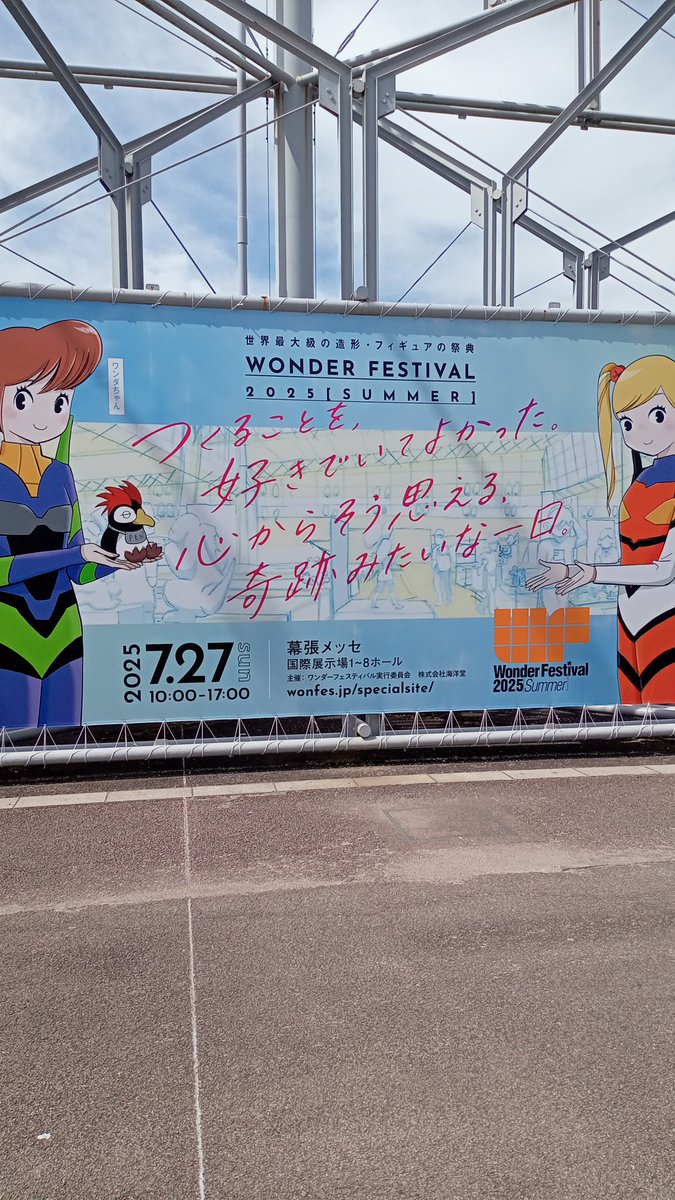 世界最大級の造形・フィギュアの祭典
WONDER FESTIVAL
2025[SUMMER]
ワンダちゃん
つくることを、
好きでいてよかった。
心からそう思える、
奇跡みたいな一日。
PEN
2025 7.27 sun
10:00-17:00
幕張メッセ
国際展示場1~8ホール
主催:ワンダーフェスティバル実行委員会 株式会社海洋堂
wonfes.jp/specialsite/
WF
Wonder Festival
2025 Summer